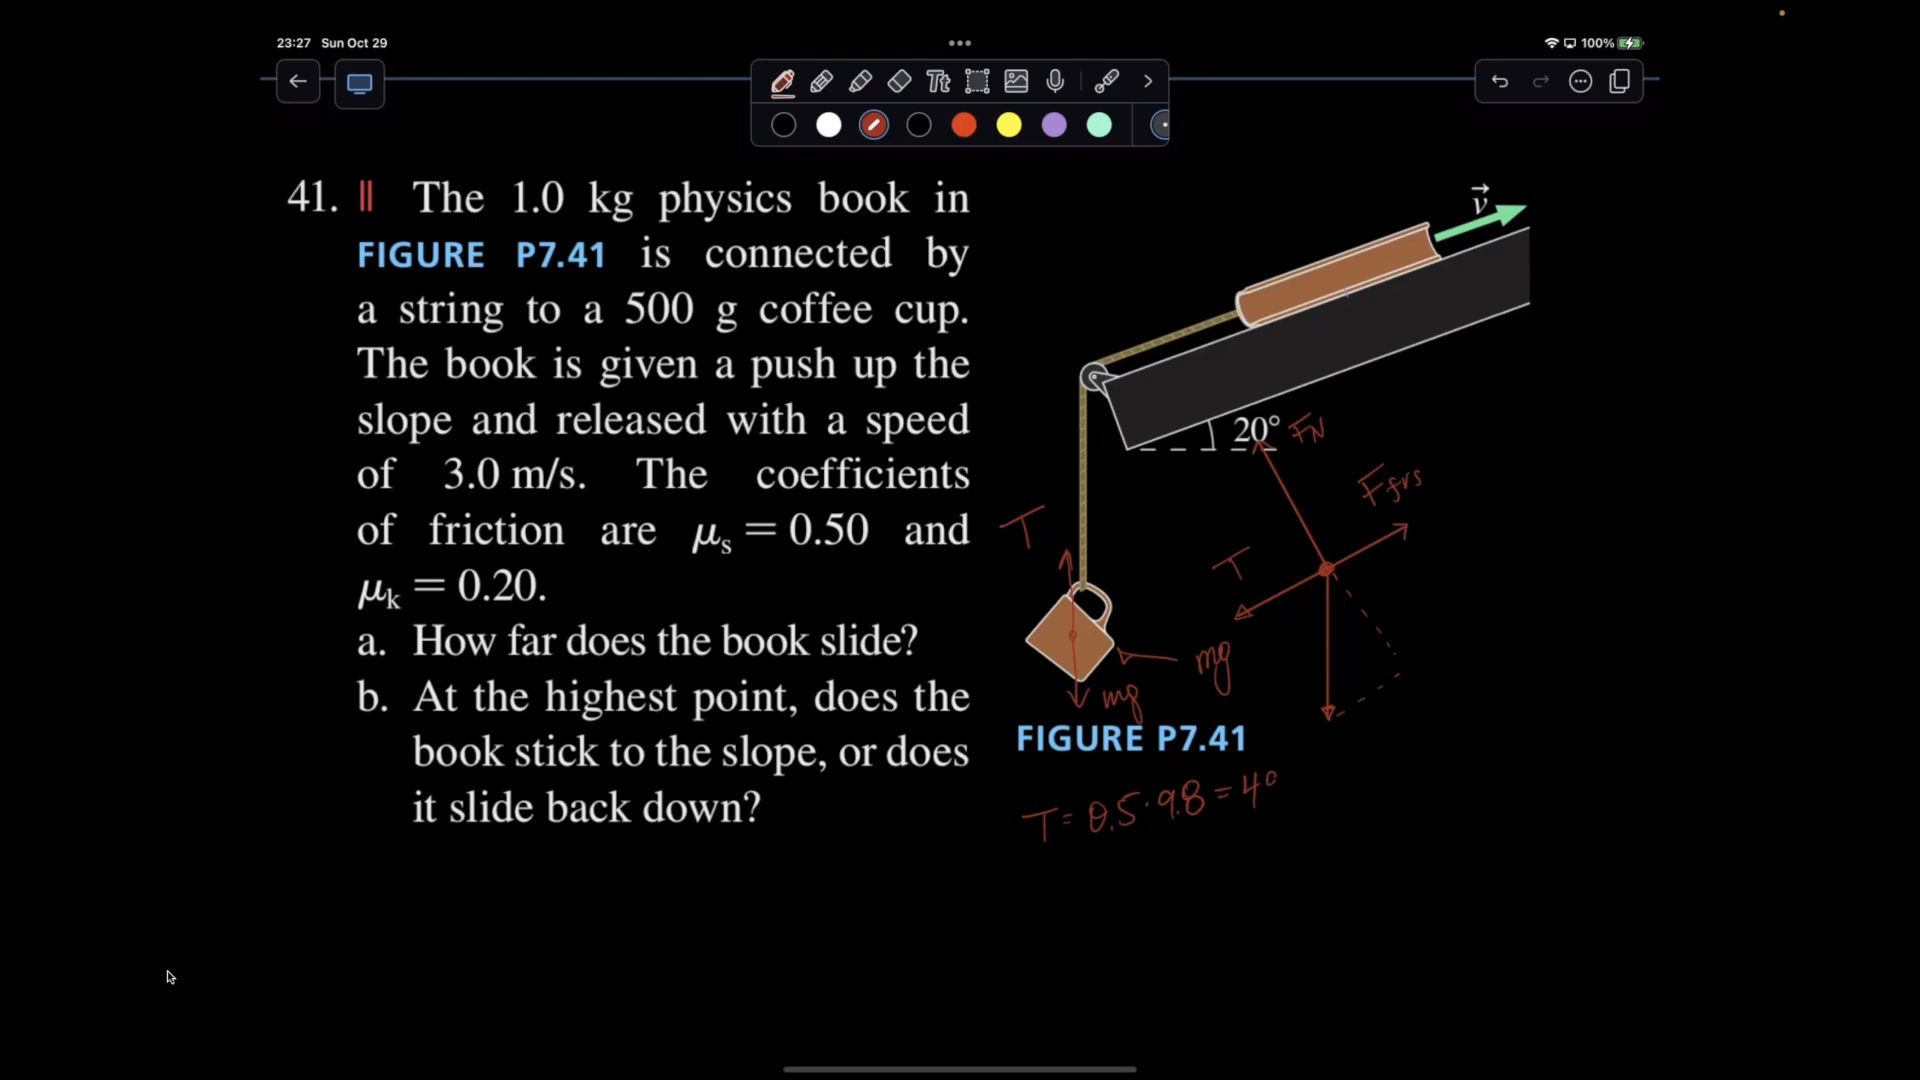 23:27 Sun Oct 29
100%
Tt
41. || The 1.0 kg physics book in
FIGURE P7.41 is connected by
a string to a 500 g coffee cup.
The book is given a push up the
slope and released with a speed
of 3.0 m/s. The coefficients
of friction are μs = 0.50 and
μk = 0.20.
a. How far does the book slide?
b. At the highest point, does the
book stick to the slope, or does
it slide back down?
v
20°
FN
T
T
mg
mg
FIGURE P7.41
T = 0.5·9.8 = 4